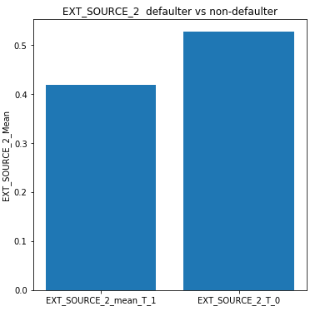 EXT_SOURCE_2 defaulter vs non-defaulter
EXT_SOURCE_2_Mean
0.5
0.4
0.3
0.2
0.1
0.0
EXT_SOURCE_2_mean_T_1
EXT_SOURCE_2_T_0